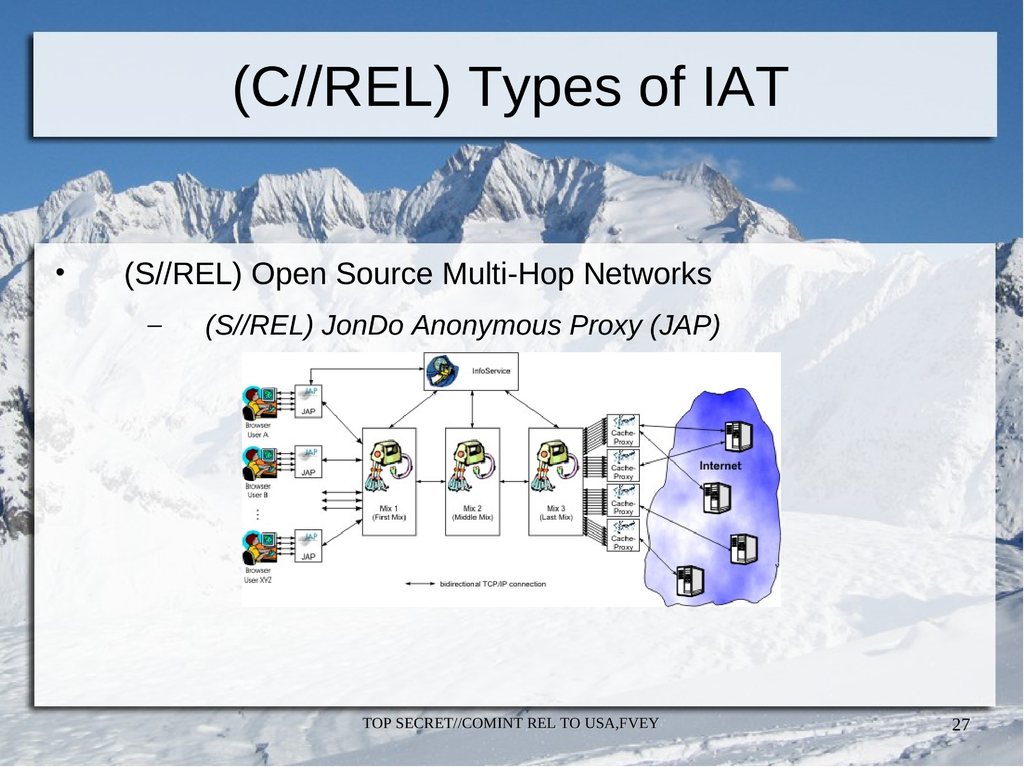 (C//REL) Types of IAT
• (S//REL) Open Source Multi-Hop Networks
– (S//REL) JonDo Anonymous Proxy (JAP)
InfoService
JAP
JAP
Browser
User A
Cache-
Proxy
Internet
Cache-
Proxy
JAP
JAP
Browser
User B
Cache-
Proxy
Mix 1
(First Mix)
Mix 2
(Middle Mix)
Mix 3
(Last Mix)
⋮
Cache-
Proxy
JAP
JAP
Browser
User XYZ
bidirectional TCP/IP connection
TOP SECRET//COMINT REL TO USA,FVEY
27